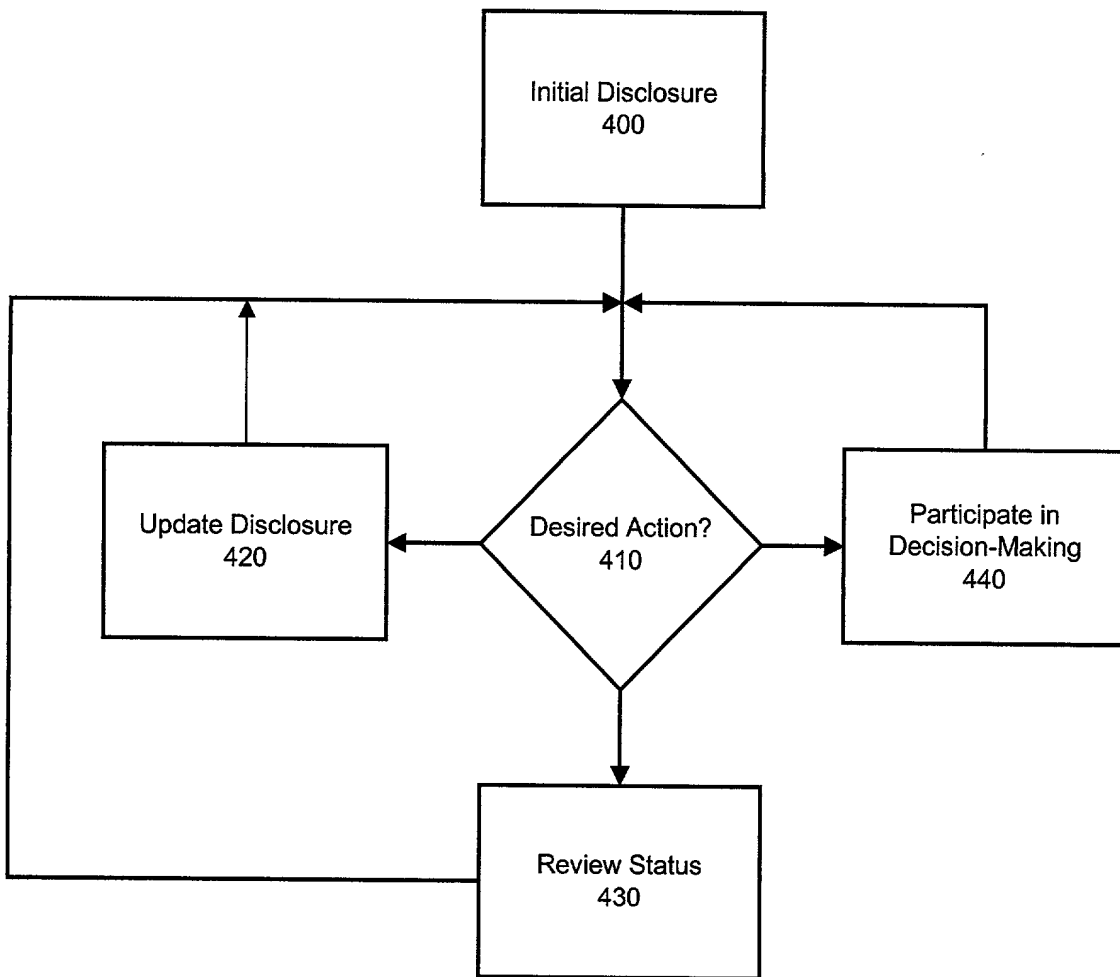 Initial Disclosure
400
Update Disclosure
420
Desired Action?
410
Participate in
Decision-Making
440
Review Status
430